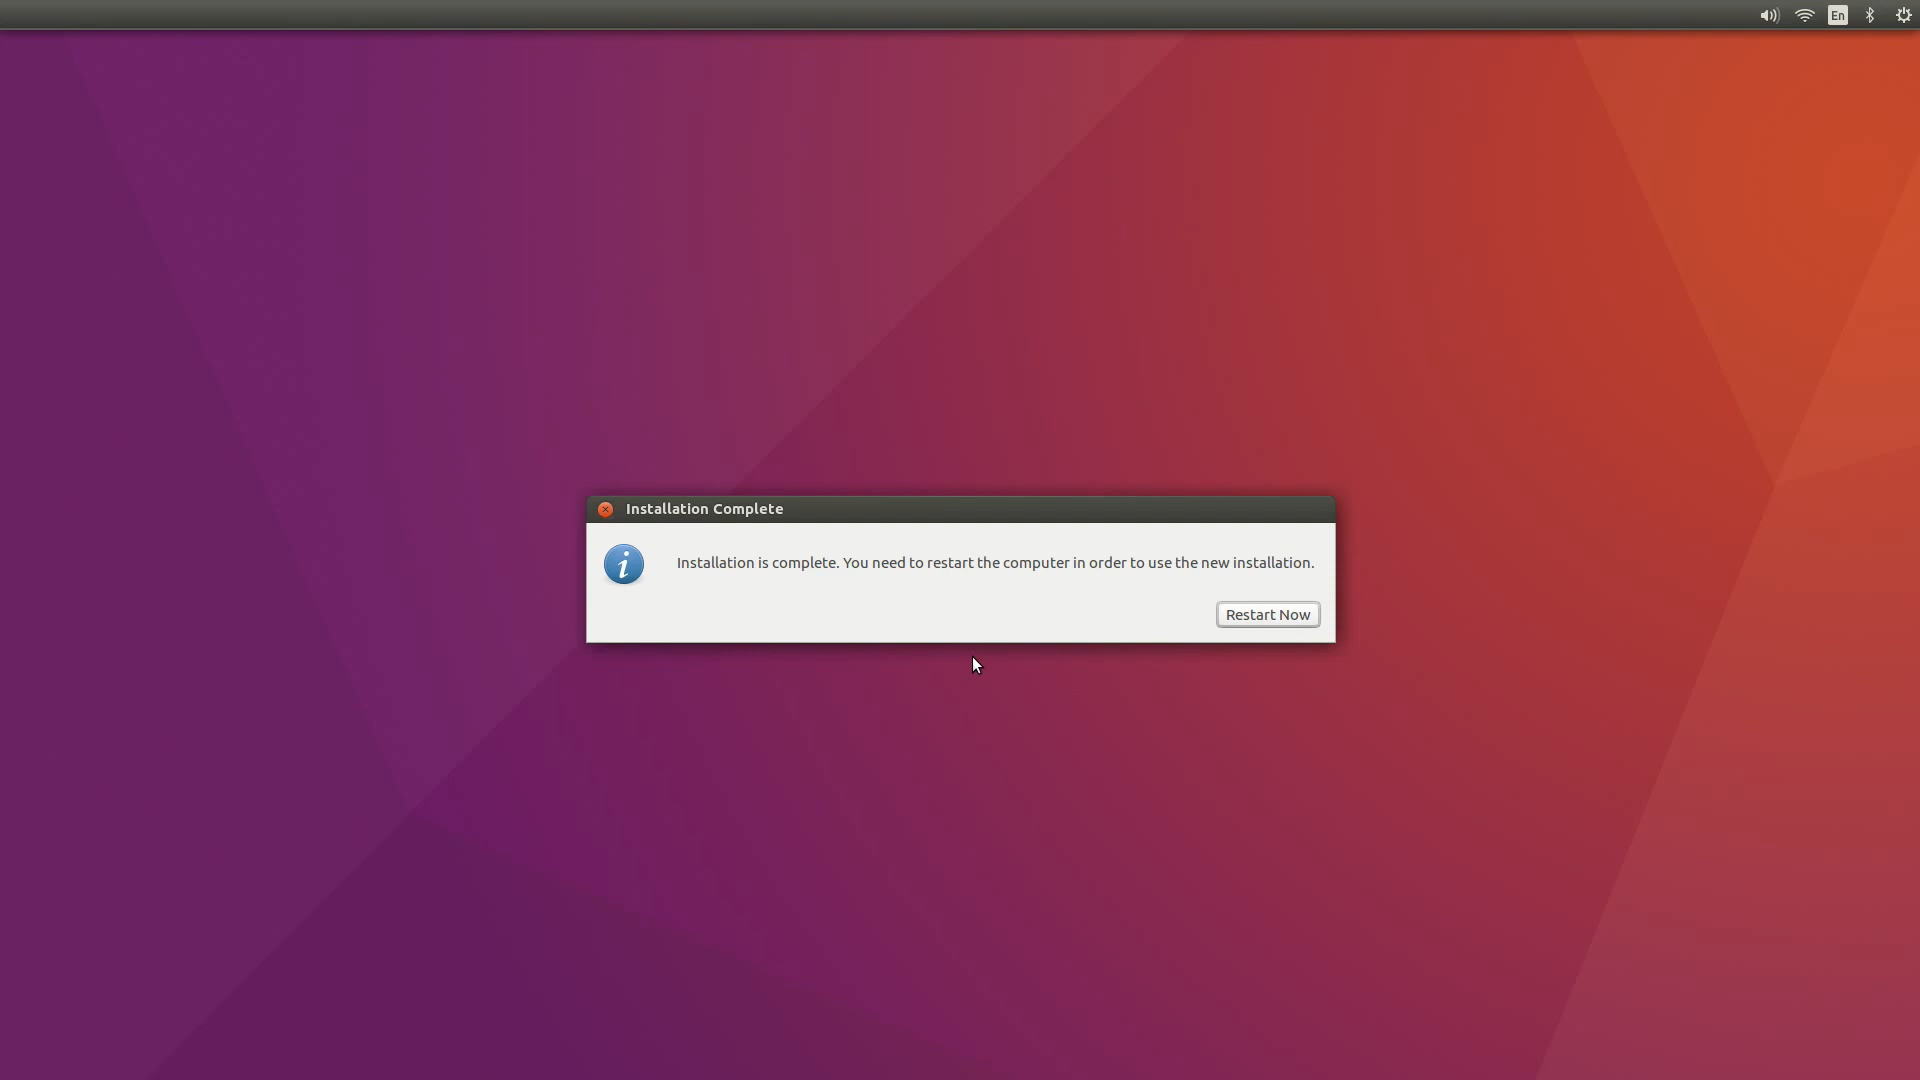 En
Installation Complete
Installation is complete. You need to restart the computer in order to use the new installation.
Restart Now